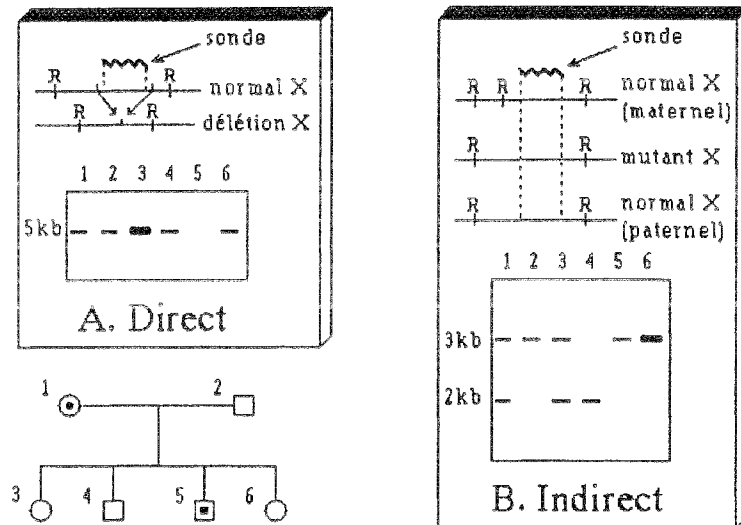 sonde
R R
normal X
R R
délétion X
1 2 3 4 5 6
5kb
A. Direct
1 2
3 4 5 6
sonde
R R
normal X
(maternel)
R R
mutant X
R
normal X
(paternel)
1 2 3 4 5 6
3kb
2kb
B. Indirect